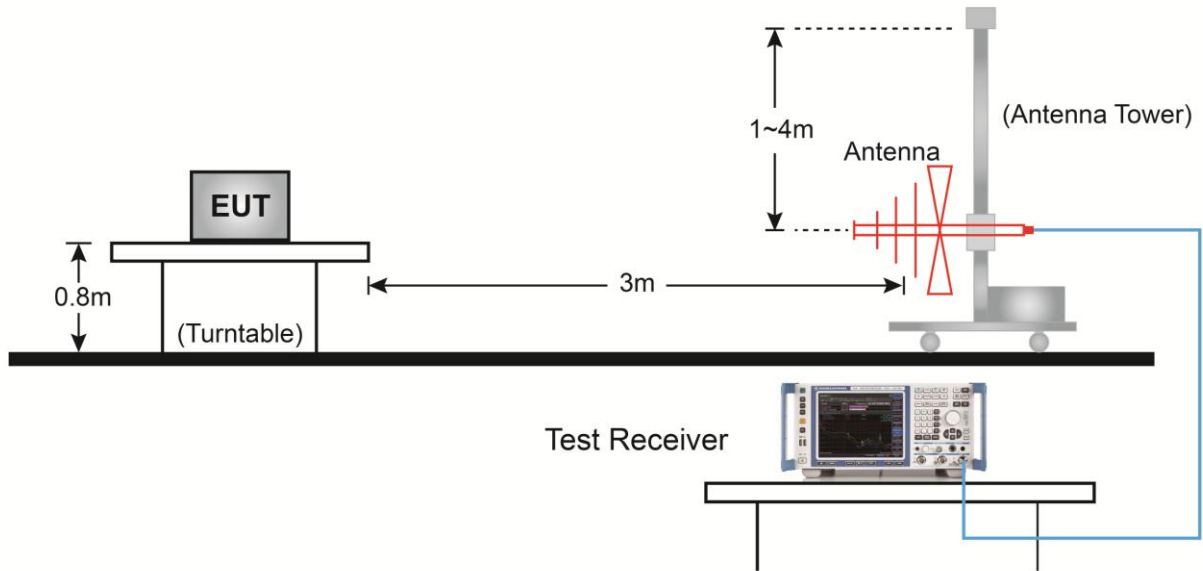 1~4m
(Antenna Tower)
Antenna
EUT
0.8m
3m
(Turntable)
Test Receiver